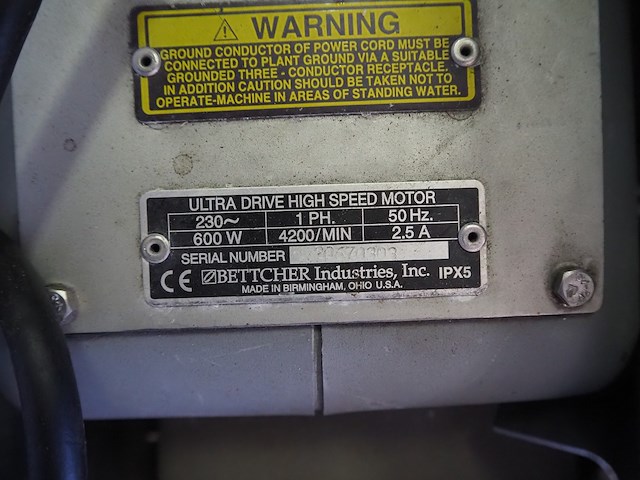 WARNING
GROUND CONDUCTOR OF POWER CORD MUST BE
CONNECTED TO PLANT GROUND VIA A SUITABLE
GROUNDED THREE - CONDUCTOR RECEPTACLE.
IN ADDITION CAUTION SHOULD BE TAKEN NOT TO
OPERATE-MACHINE IN AREAS OF STANDING WATER.
ULTRA DRIVE HIGH SPEED MOTOR
230~ 1 PH. 50 Hz.
600 W 4200/MIN 2.5 A
SERIAL NUMBER
CE BETTCHER Industries, Inc. IPX5
MADE IN BIRMINGHAM, OHIO U.S.A.